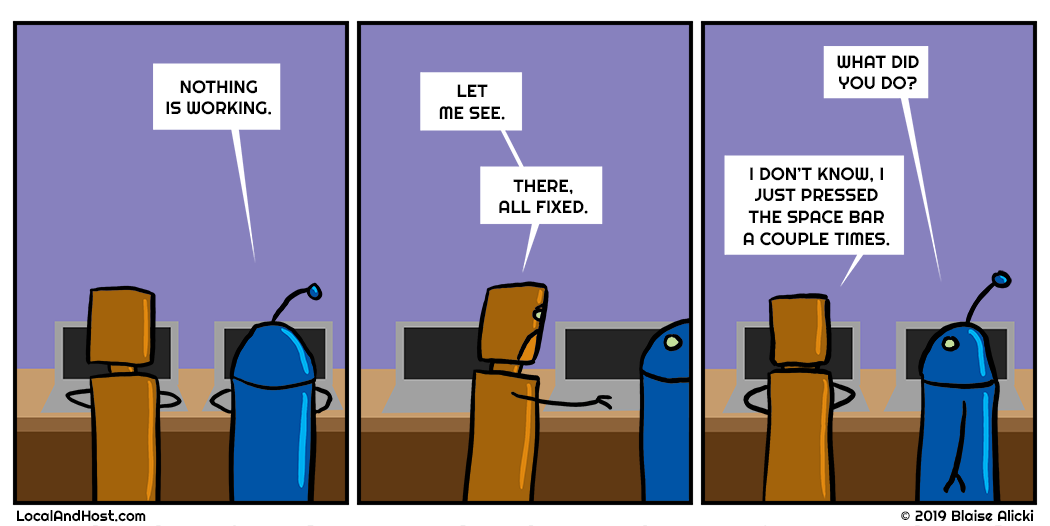 NOTHING
IS WORKING.
LET
ME SEE.
THERE,
ALL FIXED.
WHAT DID
YOU DO?
I DON'T KNOW, I
JUST PRESSED
THE SPACE BAR
A COUPLE TIMES.
LocalAndHost.com
© 2019 Blaise Alicki